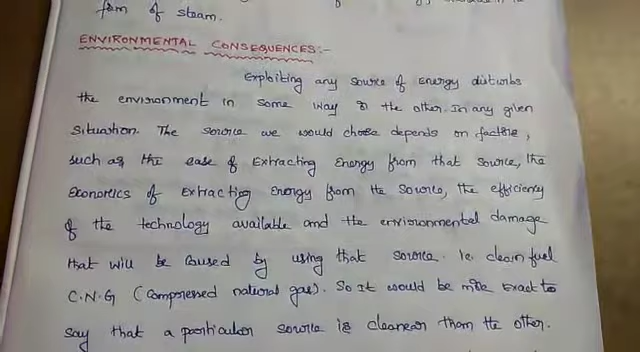 form of steam.
ENVIRONMENTAL CONSEQUENCES:-
Exploiting any source of energy disturbs
the environment in some way or the other. In any given
situation. The source we would choose depends on factors,
such as the ease of Extracting Energy from that source, the
Economics of Extracting Energy from the source, the efficiency
of the technology available and the environmental damage
that will be caused by using that source. i.e. clean fuel
C.N.G (Compressed natural gas). So it would be more exact to
say that a particular source is cleaner than the other.